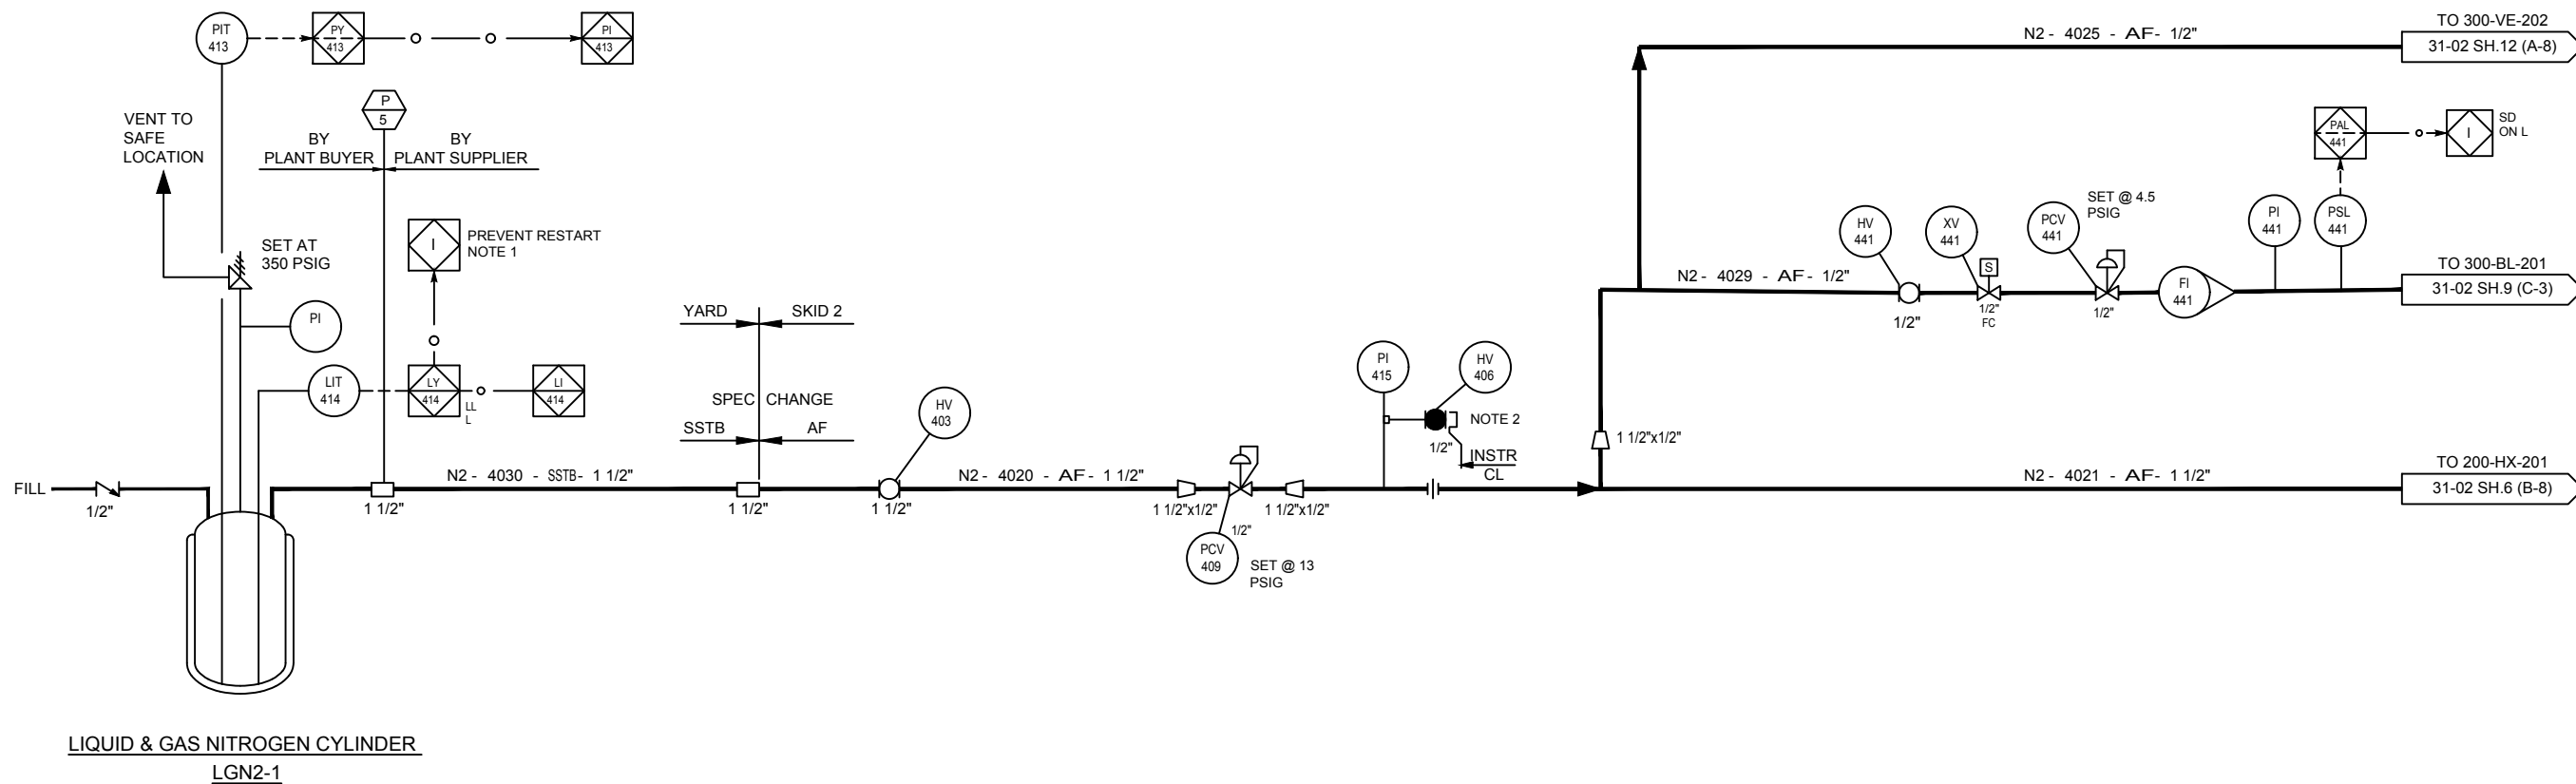 PIT
413
PY
413
PI
413
N2 - 4025 - AF- 1/2"
TO 300-VE-202
31-02 SH.12 (A-8)
P
5
VENT TO
SAFE
LOCATION
BY
PLANT BUYER
BY
PLANT SUPPLIER
PAL
441
I
SD
ON L
I
PREVENT RESTART
NOTE 1
SET AT
350 PSIG
HV
441
XV
441
PCV
441
SET @ 4.5
PSIG
PI
441
PSL
441
N2 - 4029 - AF - 1/2"
S
1/2"
1/2"
FC
1/2"
FI
441
TO 300-BL-201
31-02 SH.9 (C-3)
PI
YARD
SKID 2
LIT
414
LY
414
LL
L
LI
414
SPEC CHANGE
SSTB
AF
HV
403
PI
415
HV
406
NOTE 2
1/2"
INSTR
CL
1 1/2"x1/2"
FILL
1/2"
N2 - 4030 - SSTB- 1 1/2"
1 1/2"
1 1/2"
1 1/2"
N2 - 4020 - AF- 1 1/2"
1 1/2"x1/2"
1/2"
1 1/2"x1/2"
PCV
409
SET @ 13
PSIG
N2 - 4021 - AF- 1 1/2"
TO 200-HX-201
31-02 SH.6 (B-8)
LIQUID & GAS NITROGEN CYLINDER
LGN2-1